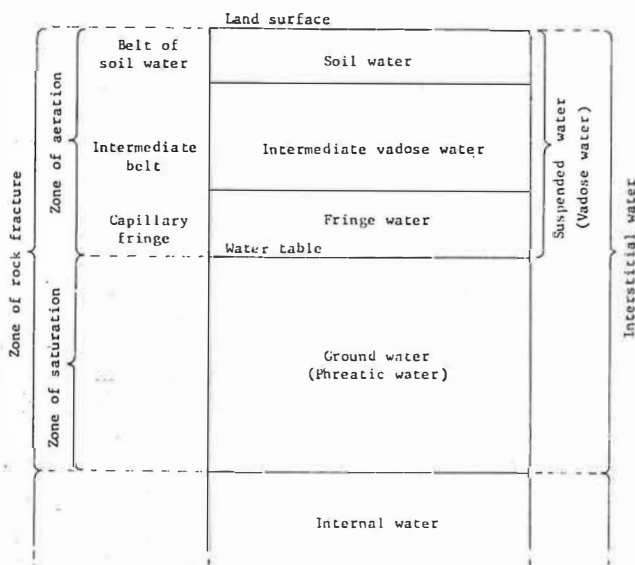 Land surface
Belt of
soil water
Soil water
Intermediate
belt
Intermediate vadose water
Capillary
fringe
Fringe water
Water table
Ground water
(Phreatic water)
Internal water
Zone of rock fracture
Zone of aeration
Zone of saturation
Suspended water
(Vadose water)
Interstitial water